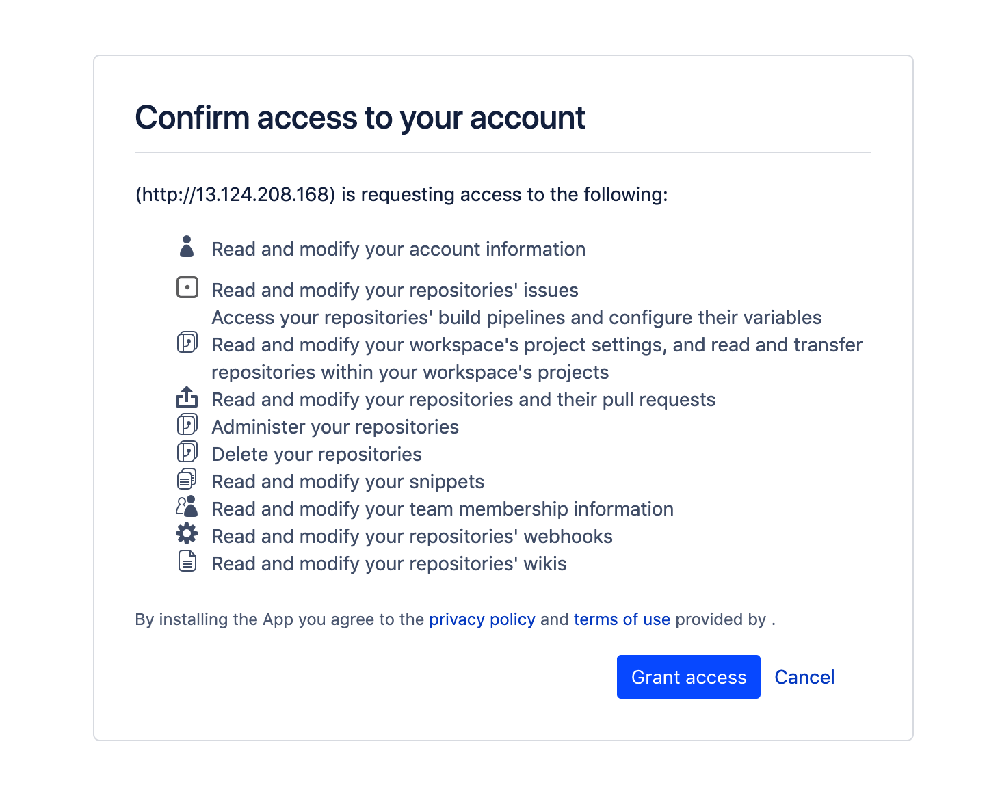 Confirm access to your account
(http://13.124.208.168) is requesting access to the following:
Read and modify your account information
Read and modify your repositories' issues
Access your repositories' build pipelines and configure their variables
Read and modify your workspace's project settings, and read and transfer
repositories within your workspace's projects
Read and modify your repositories and their pull requests
Administer your repositories
Delete your repositories
Read and modify your snippets
Read and modify your team membership information
Read and modify your repositories' webhooks
Read and modify your repositories' wikis
By installing the App you agree to the privacy policy and terms of use provided by .
Grant access Cancel